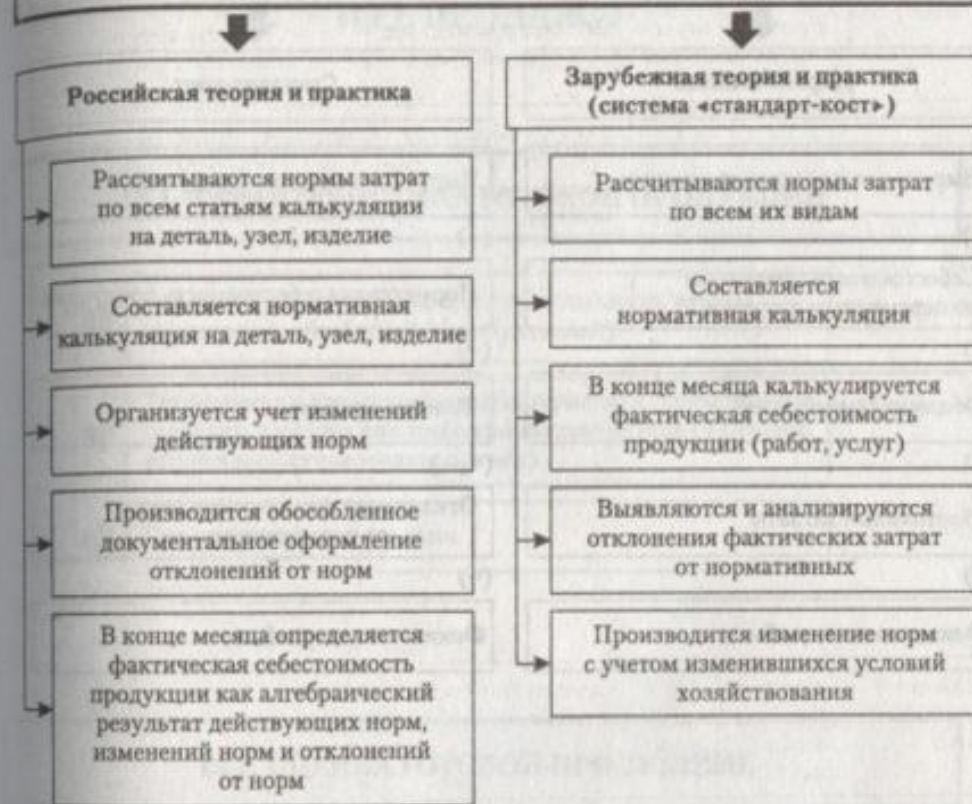 Российская теория и практика
Рассчитываются нормы затрат
по всем статьям калькуляции
на деталь, узел, изделие
Составляется нормативная
калькуляция на деталь, узел, изделие
Организуется учет изменений
действующих норм
Производится обособленное
документальное оформление
отклонений от норм
В конце месяца определяется
фактическая себестоимость
продукции как алгебраический
результат действующих норм,
изменений норм и отклонений
от норм
Зарубежная теория и практика
(система «стандарт-кост»)
Рассчитываются нормы затрат
по всем их видам
Составляется
нормативная калькуляция
В конце месяца калькулируется
фактическая себестоимость
продукции (работ, услуг)
Выявляются и анализируются
отклонения фактических затрат
от нормативных
Производится изменение норм
с учетом изменившихся условий
хозяйствования